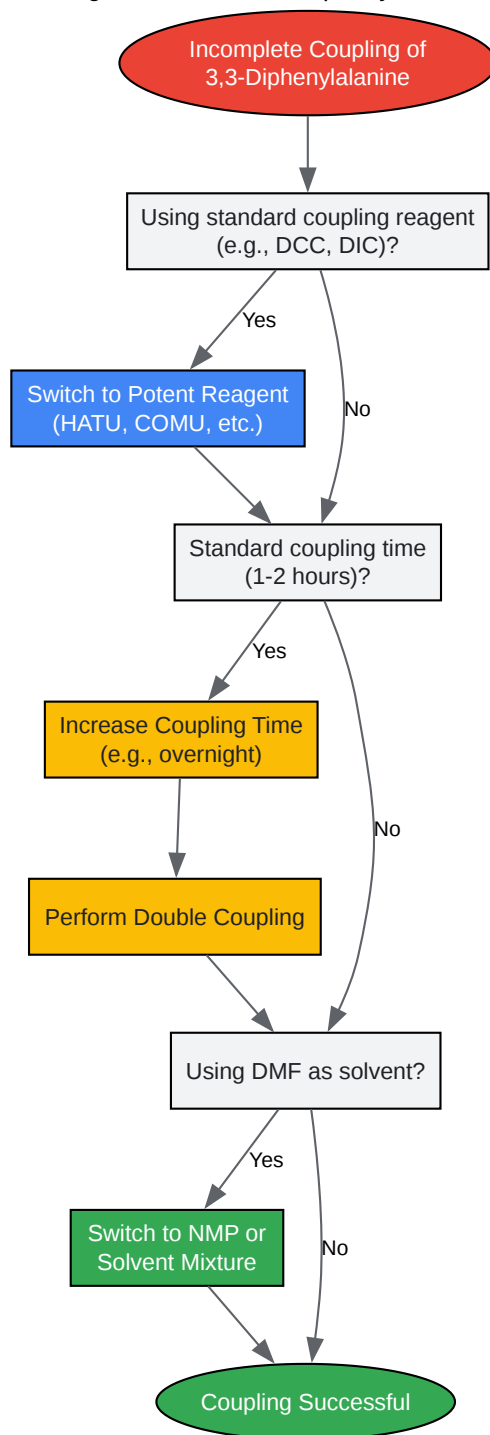 Incomplete Coupling of
3,3-Diphenylalanine
Using standard coupling reagent
(e.g., DCC, DIC)?
Yes
Switch to Potent Reagent
(HATU, COMU, etc.)
No
Standard coupling time
(1-2 hours)?
Yes
Increase Coupling Time
(e.g., overnight)
No
Perform Double Coupling
Using DMF as solvent?
Yes
Switch to NMP or
Solvent Mixture
No
Coupling Successful